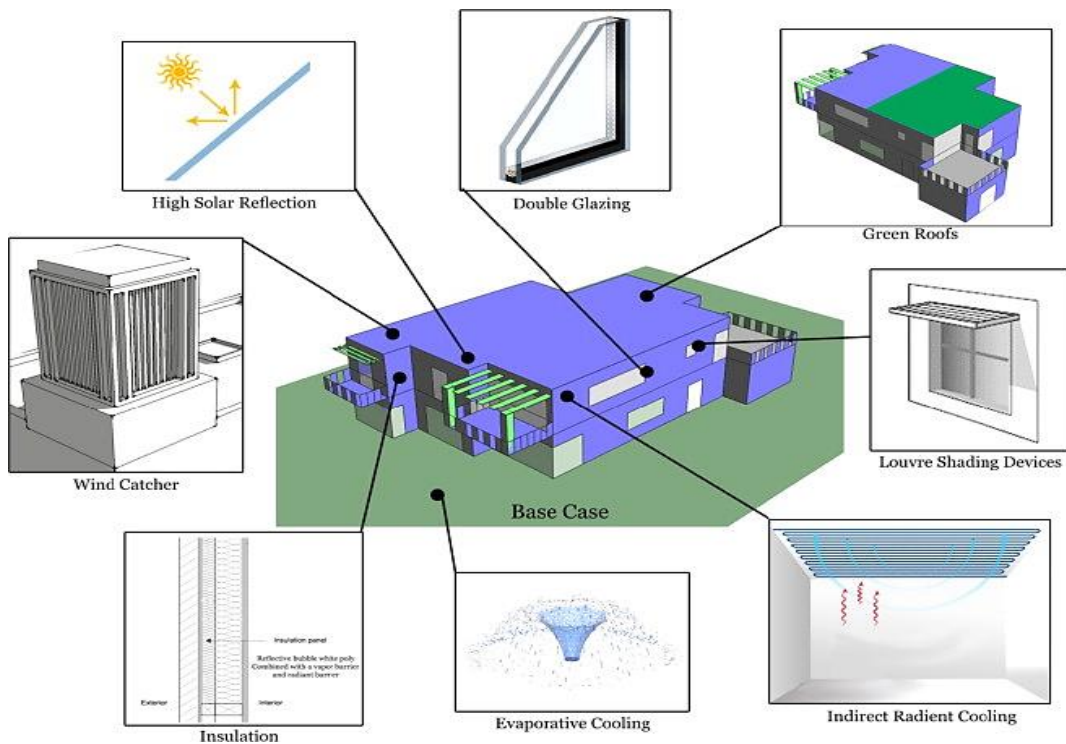 High Solar Reflection
Double Glazing
Green Roofs
Wind Catcher
Louvre Shading Devices
Base Case
Insulation panel
Reflective bubble white poly
Combined with a vapor barrier
and radiant barrier
Exterior
Interior
Insulation
Evaporative Cooling
Indirect Radient Cooling